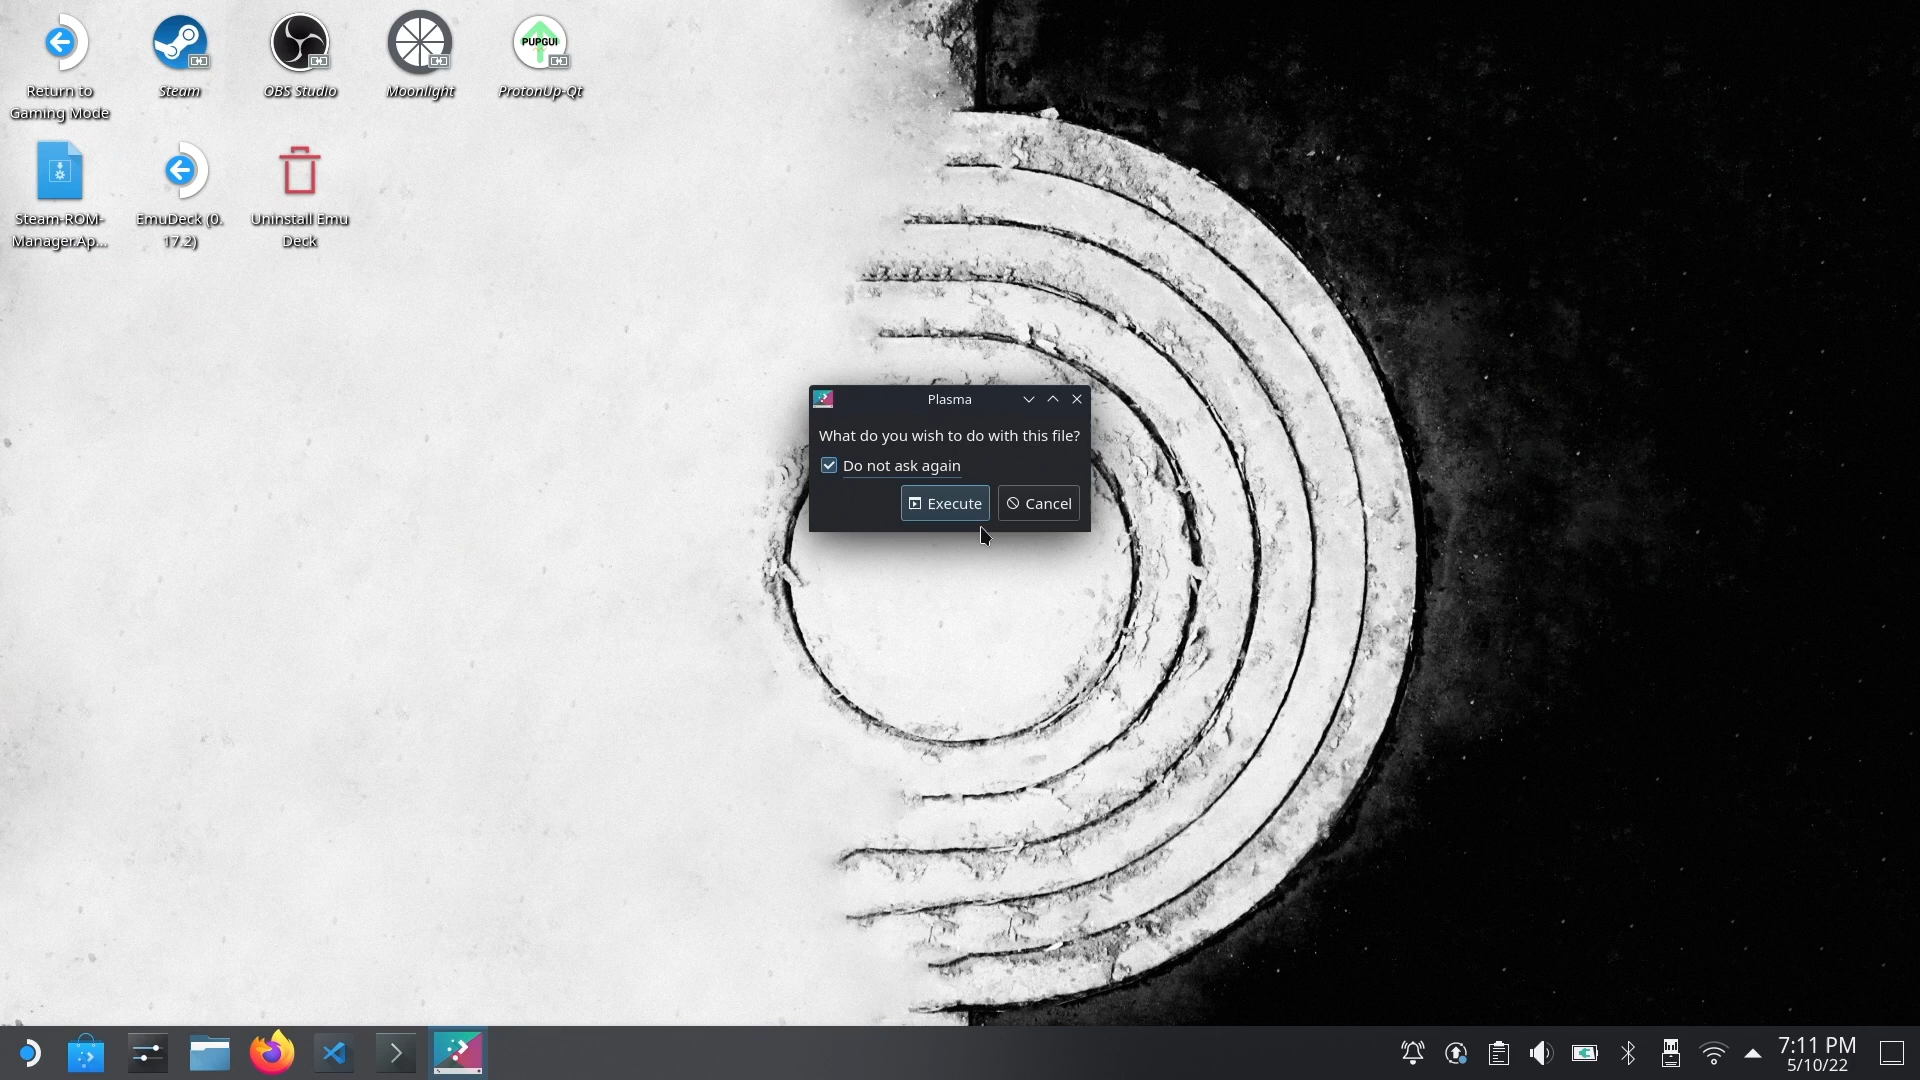 Return to
Gaming Mode
Steam
OBS Studio
Moonlight
PUPGUI
ProtonUp-Qt
Steam-ROM-
Manager.Ap...
EmuDeck (0.
17.2)
Uninstall Emu
Deck
Plasma
What do you wish to do with this file?
Do not ask again
Execute
Cancel
7:11 PM
5/10/22